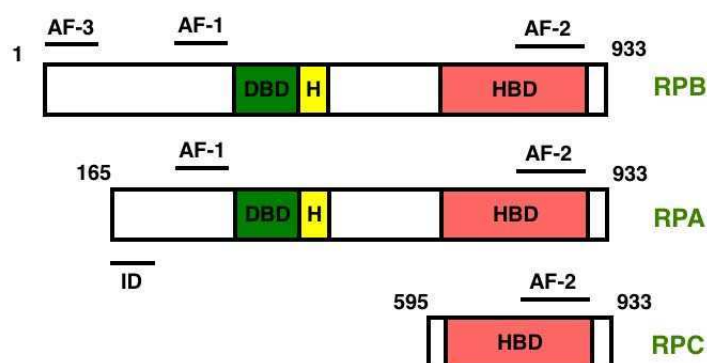 AF-3 AF-1 AF-2
1 933
DBD H HBD RPB
AF-1 AF-2
165 933
DBD H HBD RPA
ID AF-2
595 933
HBD RPC